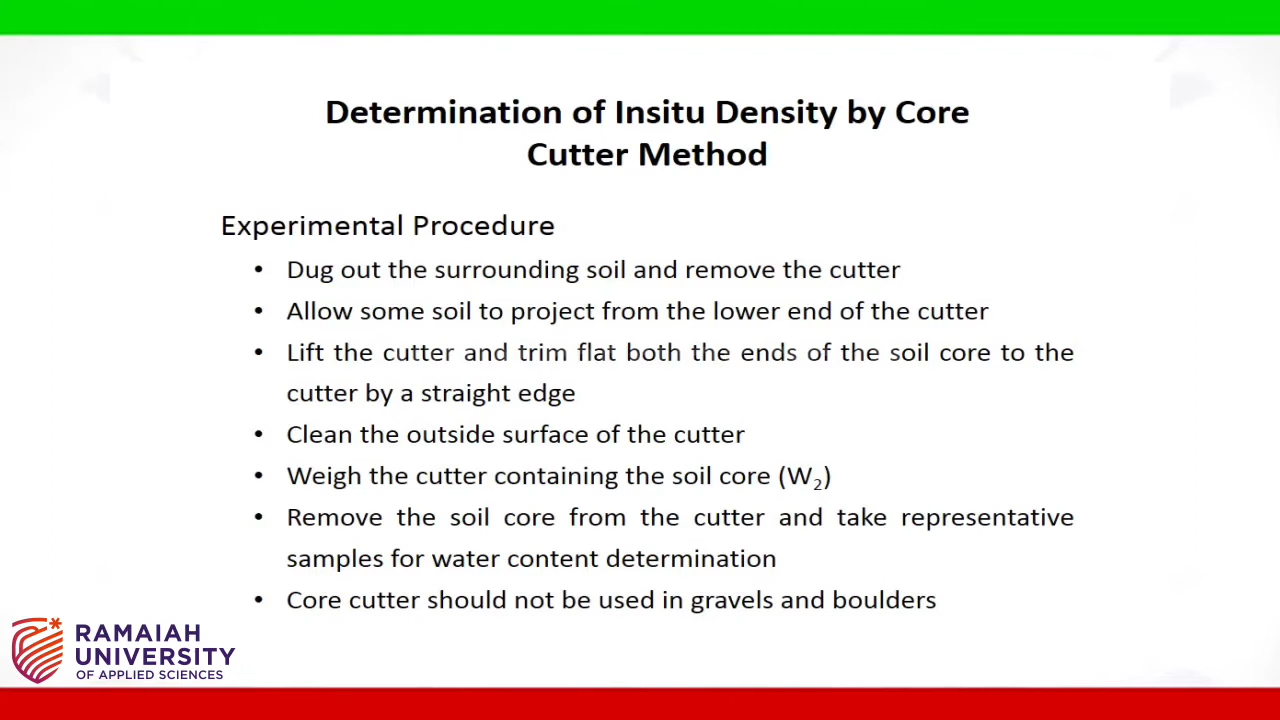 Determination of Insitu Density by Core
Cutter Method
Experimental Procedure
• Dug out the surrounding soil and remove the cutter
• Allow some soil to project from the lower end of the cutter
• Lift the cutter and trim flat both the ends of the soil core to the
cutter by a straight edge
• Clean the outside surface of the cutter
• Weigh the cutter containing the soil core (W₂)
• Remove the soil core from the cutter and take representative
samples for water content determination
• Core cutter should not be used in gravels and boulders
RAMAIAH
UNIVERSITY
OF APPLIED SCIENCES